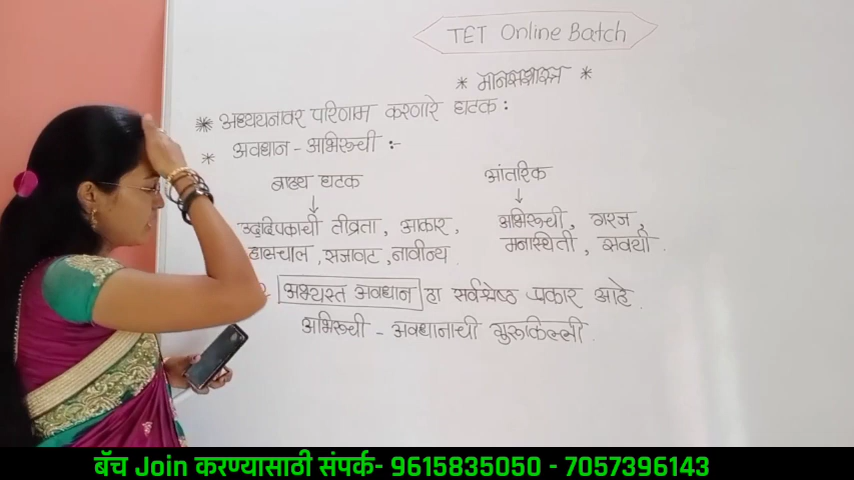 TET Online Batch
* मानसशास्त्र *
* अध्ययनावर परिणाम करणारे घटक :
* अवधान - अभिरूची :-
बाह्य घटक आंतरिक
↓ ↓
उद्दीपकाची तीव्रता, आकार, अभिरूची, गरज,
हालचाल, सजावट, नावीन्य. मनःस्थिती, सवयी.
अभ्यस्त अवधान हा सर्वश्रेष्ठ प्रकार आहे.
अभिरूची - अवधानाची गुरुकिल्ली.
बॅच Join करण्यासाठी संपर्क- 9615835050 - 7057396143